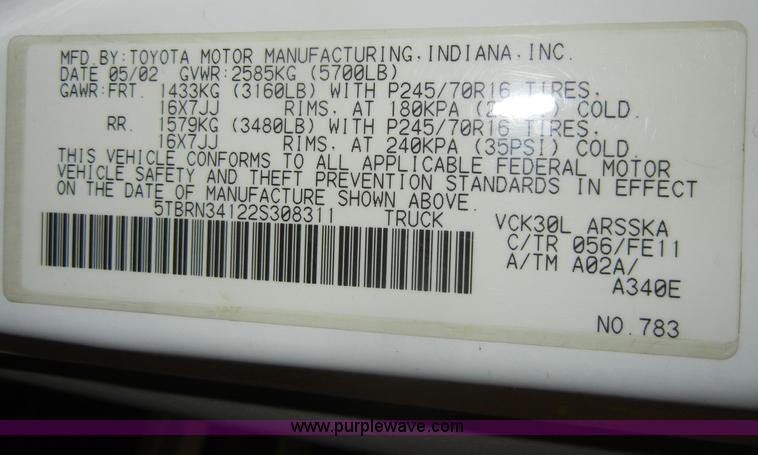 MFD.BY:TOYOTA MOTOR MANUFACTURING,INDIANA,INC.
DATE 05/02 GVWR:2585KG (5700LB)
GAWR:FRT. 1433KG (3160LB) WITH P245/70R16 TIRES,
16X7JJ RIMS, AT 180KPA COLD.
RR. 1579KG (3480LB) WITH P245/70R16 TIRES,
16X7JJ RIMS, AT 240KPA (35PSI) COLD.
THIS VEHICLE CONFORMS TO ALL APPLICABLE FEDERAL MOTOR
VEHICLE SAFETY AND THEFT PREVENTION STANDARDS IN EFFECT
ON THE DATE OF MANUFACTURE SHOWN ABOVE.
5TBRN34122S308311 TRUCK
VCK30L ARSSKA
C/TR 056/FE11
A/TM A02A/
A340E
NO.783
www.purplewave.com